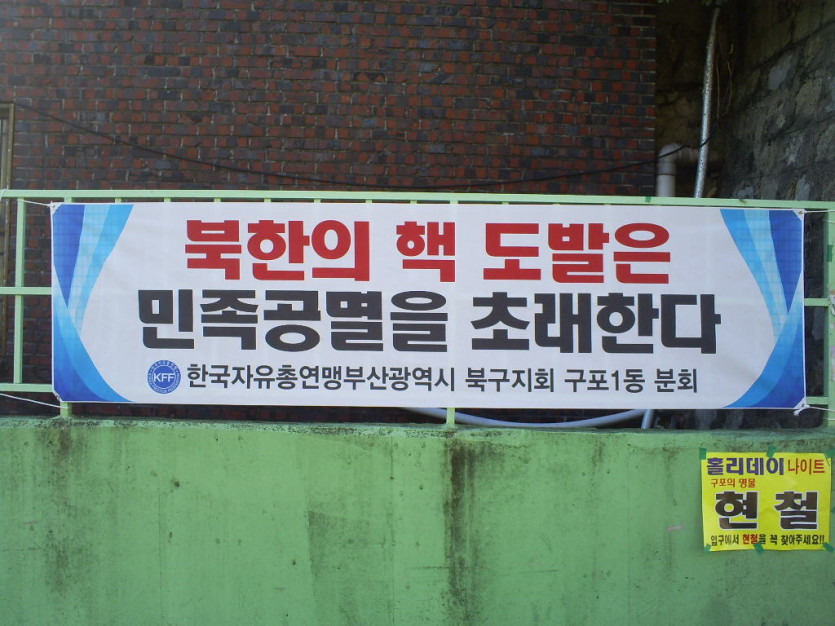 북한의 핵 도발은
민족공멸을 초래한다
KFF 한국자유총연맹부산광역시 북구지회 구포1동 분회
홀리데이 나이트
구포의 명물
현철
입구에서 현철을 꼭 찾아주세요!!